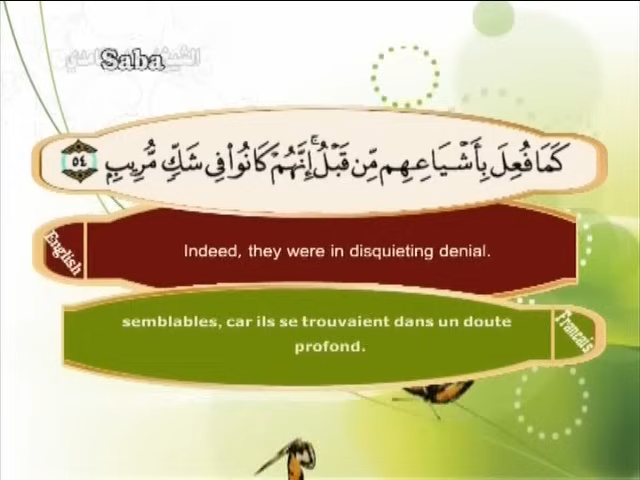 Saba
كَمَا فُعِلَ بِأَشْيَاعِهِم مِّن قَبْلُ ۚ إِنَّهُمْ كَانُوا۟ فِى شَكٍّ مُّرِيبٍۭ ٥٤
English
Indeed, they were in disquieting denial.
semblables, car ils se trouvaient dans un doute
profond.
Francais